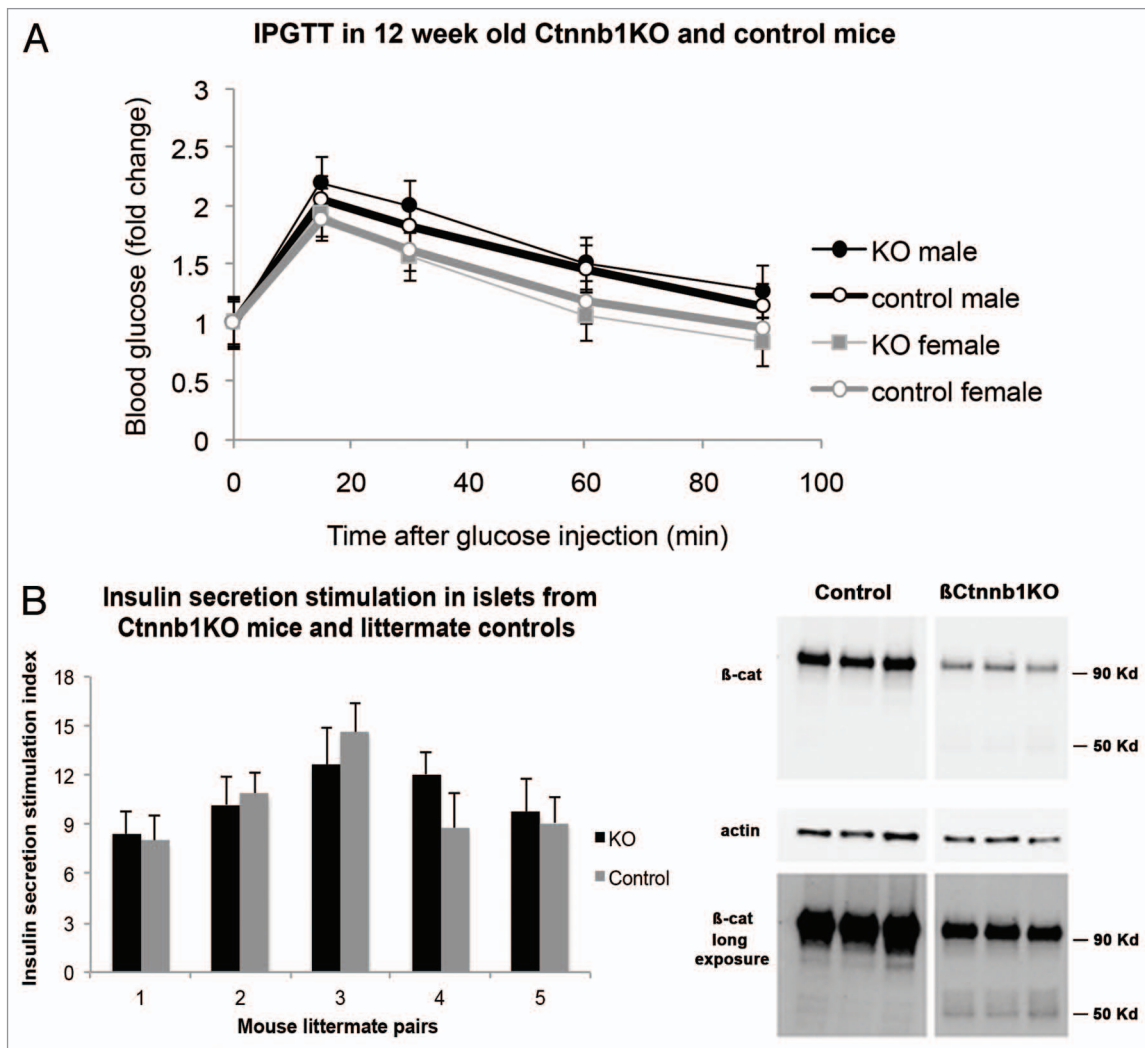 A
IPGTT in 12 week old Ctnnb1KO and control mice
Blood glucose (fold change)
3
2.5
2
1.5
1
0.5
0
0
20
40
60
80
100
Time after glucose injection (min)
KO male
control male
KO female
control female
B
Insulin secretion stimulation in islets from
Ctnnb1KO mice and littermate controls
Insulin secretion stimulation index
18
15
12
9
6
3
0
1
2
3
4
5
Mouse littermate pairs
KO
Control
Control
ßCtnnb1KO
ß-cat
90 Kd
50 Kd
actin
ß-cat
long
exposure
90 Kd
50 Kd